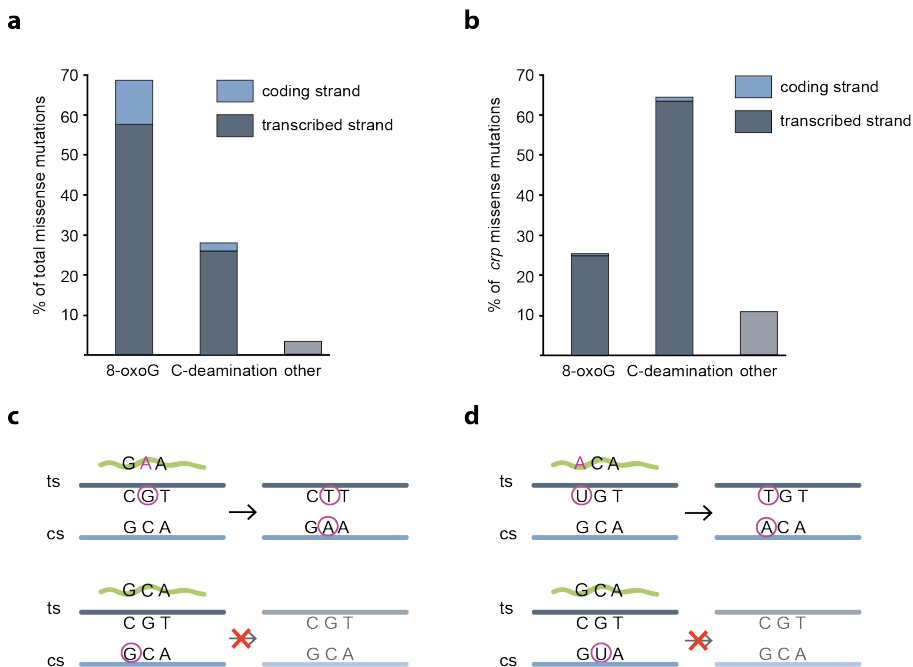 a
% of total missense mutations
70
60
50
40
30
20
10
coding strand
transcribed strand
8-oxoG C-deamination other
b
% of crp missense mutations
70
60
50
40
30
20
10
coding strand
transcribed strand
8-oxoG C-deamination other
c
G A A
ts
C G T C T T
G C A G A A
cs
G C A
ts
C G T C G T
G C A G C A
cs
d
A C A
ts
U G T T G T
G C A A C A
cs
G C A
ts
C G T C G T
G U A G C A
cs